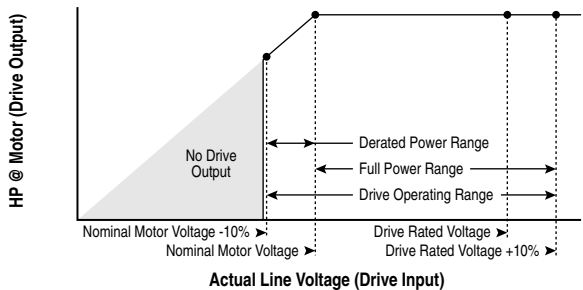 HP @ Motor (Drive Output)
No Drive
Output
Derated Power Range
Full Power Range
Drive Operating Range
Nominal Motor Voltage -10%
Drive Rated Voltage
Nominal Motor Voltage
Drive Rated Voltage +10%
Actual Line Voltage (Drive Input)